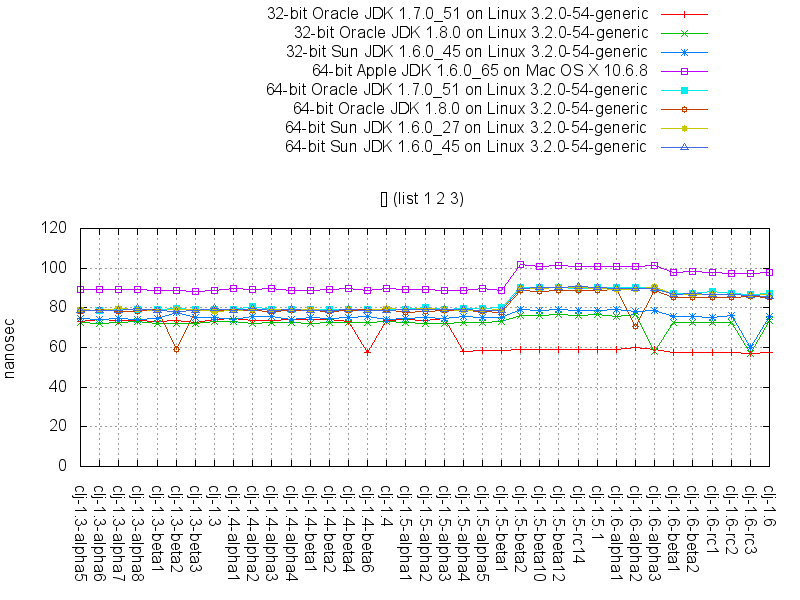 32-bit Oracle JDK 1.7.0_51 on Linux 3.2.0-54-generic
32-bit Oracle JDK 1.8.0 on Linux 3.2.0-54-generic
32-bit Sun JDK 1.6.0_45 on Linux 3.2.0-54-generic
64-bit Apple JDK 1.6.0_65 on Mac OS X 10.6.8
64-bit Oracle JDK 1.7.0_51 on Linux 3.2.0-54-generic
64-bit Oracle JDK 1.8.0 on Linux 3.2.0-54-generic
64-bit Sun JDK 1.6.0_27 on Linux 3.2.0-54-generic
64-bit Sun JDK 1.6.0_45 on Linux 3.2.0-54-generic
[] (list 1 2 3)
120
100
80
60
40
20
0
nanosec
clj-1.3-alpha5
clj-1.3-alpha6
clj-1.3-alpha7
clj-1.3-alpha8
clj-1.3-beta1
clj-1.3-beta2
clj-1.3-beta3
clj-1.3
clj-1.4-alpha1
clj-1.4-alpha2
clj-1.4-alpha3
clj-1.4-alpha4
clj-1.4-beta1
clj-1.4-beta2
clj-1.4-beta4
clj-1.4-beta6
clj-1.4
clj-1.5-alpha1
clj-1.5-alpha2
clj-1.5-alpha3
clj-1.5-alpha4
clj-1.5-alpha5
clj-1.5-beta1
clj-1.5-beta2
clj-1.5-beta10
clj-1.5-beta12
clj-1.5-rc14
clj-1.5.1
clj-1.6-alpha1
clj-1.6-alpha2
clj-1.6-alpha3
clj-1.6-beta1
clj-1.6-beta2
clj-1.6-rc1
clj-1.6-rc2
clj-1.6-rc3
clj-1.6